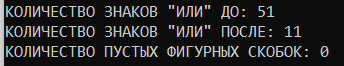 КОЛИЧЕСТВО ЗНАКОВ "ИЛИ" ДО: 51
КОЛИЧЕСТВО ЗНАКОВ "ИЛИ" ПОСЛЕ: 11
КОЛИЧЕСТВО ПУСТЫХ ФИГУРНЫХ СКОБОК: 0